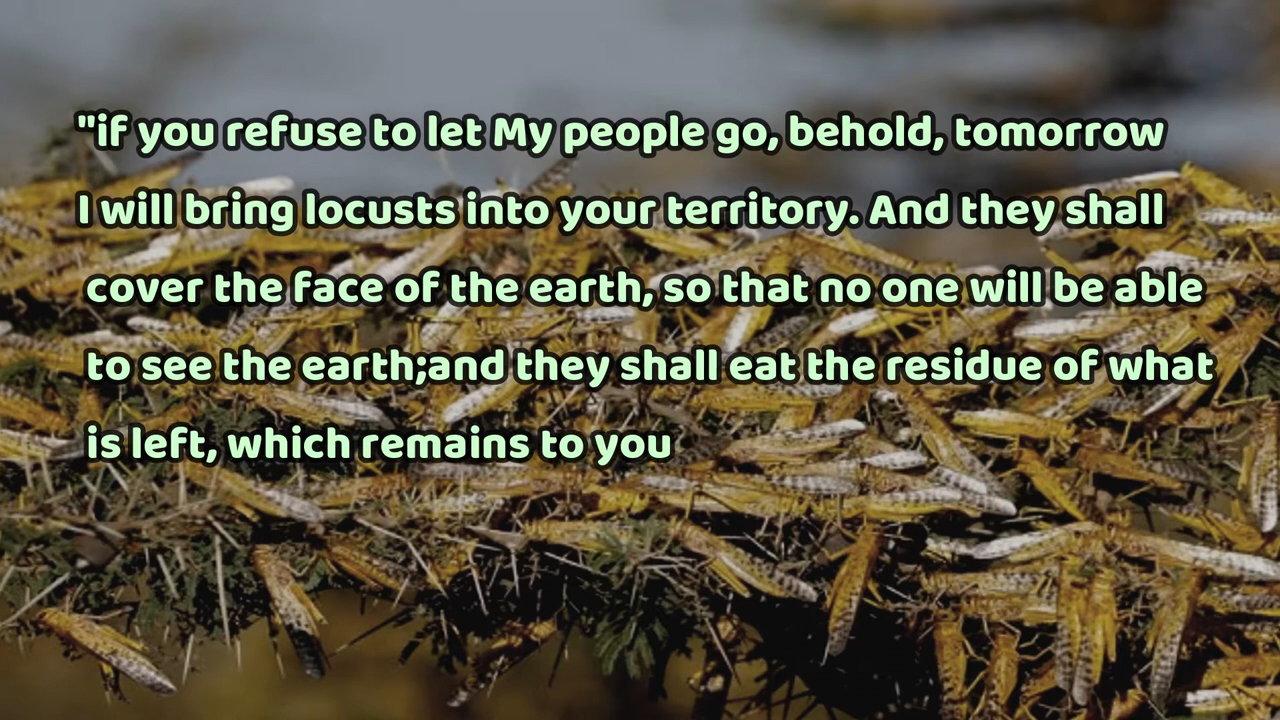 "if you refuse to let My people go, behold, tomorrow
I will bring locusts into your territory. And they shall
cover the face of the earth, so that no one will be able
to see the earth;and they shall eat the residue of what
is left, which remains to you